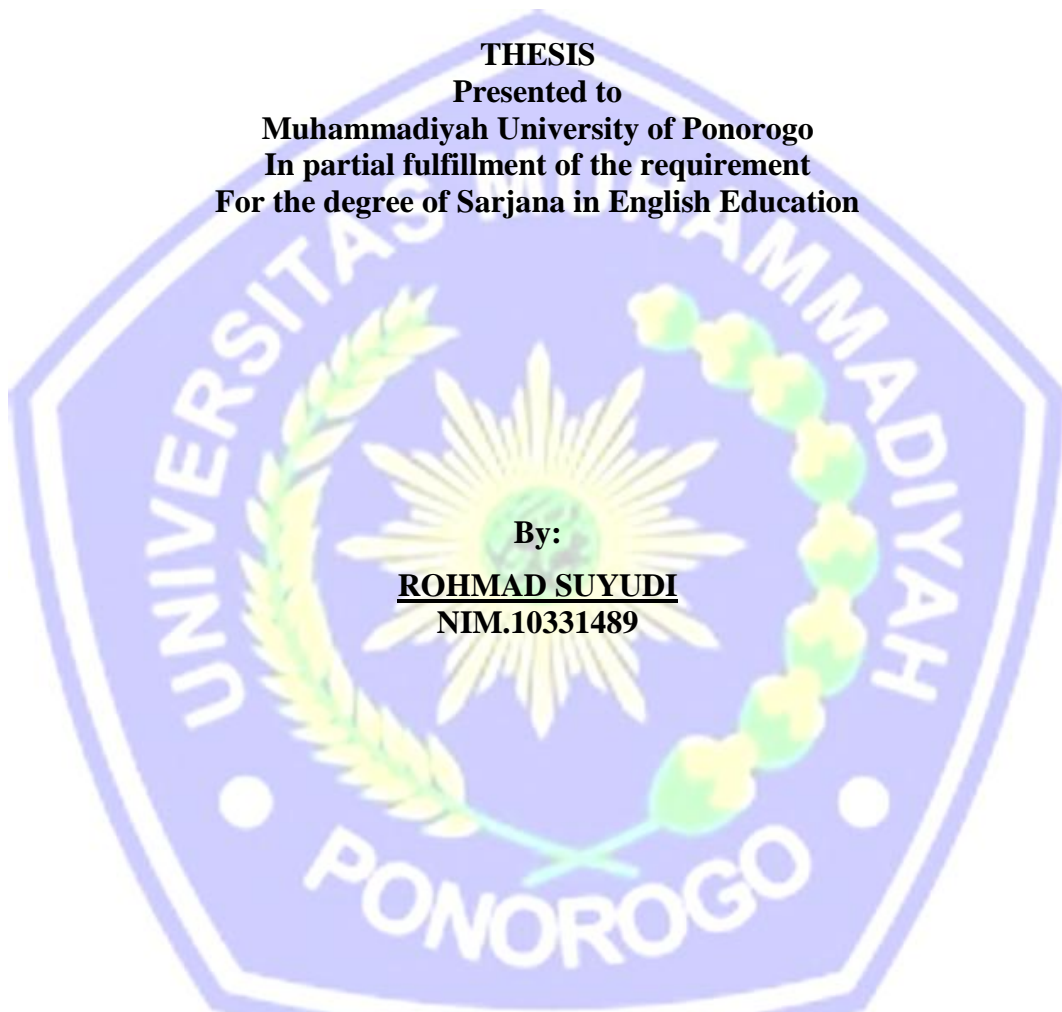 THESIS
Presented to
Muhammadiyah University of Ponorogo
In partial fulfillment of the requirement
For the degree of Sarjana in English Education
UNIVERSITAS MUHAMMADIYAH
By:
ROHMAD SUYUDI
NIM.10331489
PONOROGO